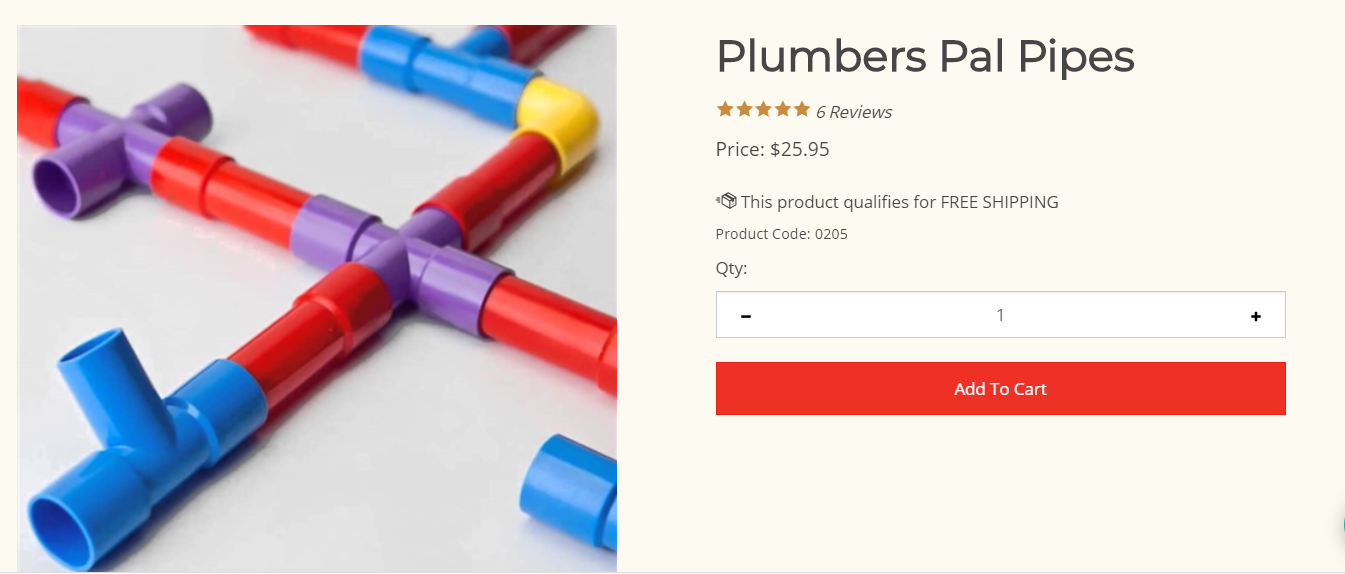 Plumbers Pal Pipes
6 Reviews
Price: $25.95
This product qualifies for FREE SHIPPING
Product Code: 0205
Qty:
1
Add To Cart